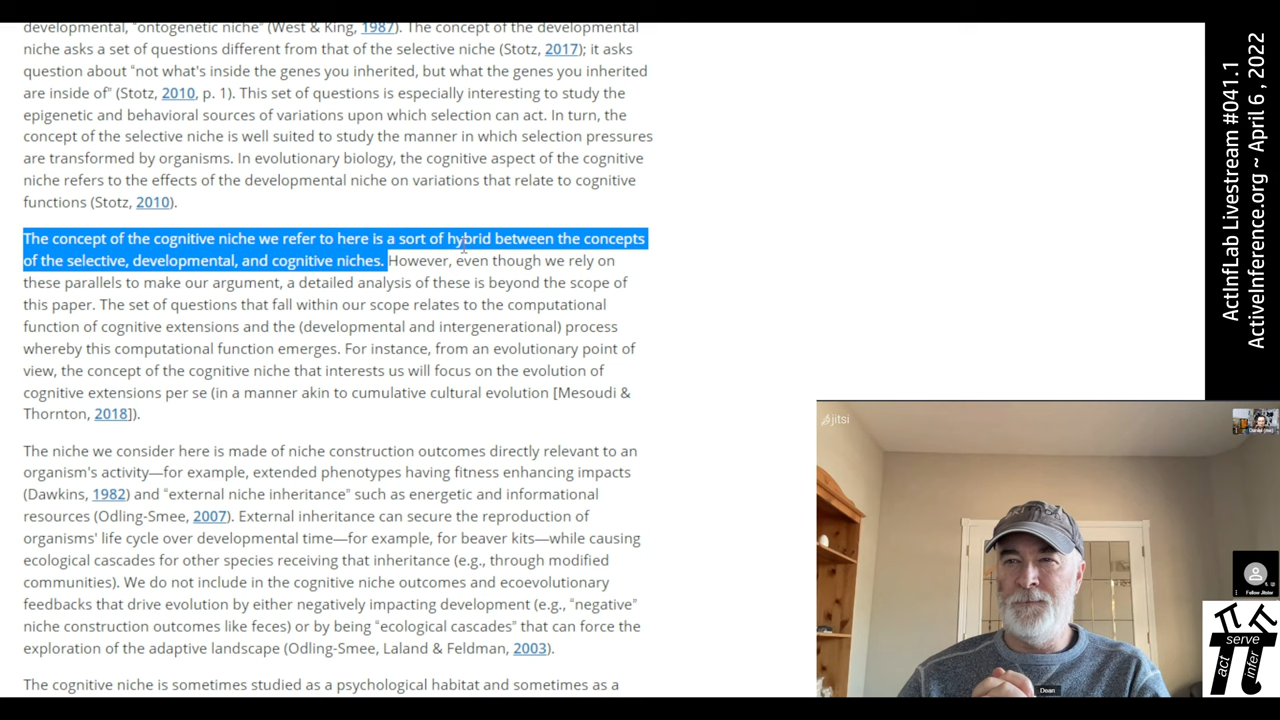 developmental, “ontogenetic niche” (West & King, 1987). The concept of the developmental
niche asks a set of questions different from that of the selective niche (Stotz, 2017); it asks
question about “not what's inside the genes you inherited, but what the genes you inherited
are inside of” (Stotz, 2010, p. 1). This set of questions is especially interesting to study the
epigenetic and behavioral sources of variations upon which selection can act. In turn, the
concept of the selective niche is well suited to study the manner in which selection pressures
are transformed by organisms. In evolutionary biology, the cognitive aspect of the cognitive
niche refers to the effects of the developmental niche on variations that relate to cognitive
functions (Stotz, 2010).
The concept of the cognitive niche we refer to here is a sort of hybrid between the concepts
of the selective, developmental, and cognitive niches. However, even though we rely on
these parallels to make our argument, a detailed analysis of these is beyond the scope of
this paper. The set of questions that fall within our scope relates to the computational
function of cognitive extensions and the (developmental and intergenerational) process
whereby this computational function emerges. For instance, from an evolutionary point of
view, the concept of the cognitive niche that interests us will focus on the evolution of
cognitive extensions per se (in a manner akin to cumulative cultural evolution [Mesoudi &
Thornton, 2018]).
The niche we consider here is made of niche construction outcomes directly relevant to an
organism's activity—for example, extended phenotypes having fitness enhancing impacts
(Dawkins, 1982) and “external niche inheritance” such as energetic and informational
resources (Odling-Smee, 2007). External inheritance can secure the reproduction of
organisms' life cycle over developmental time—for example, for beaver kits—while causing
ecological cascades for other species receiving that inheritance (e.g., through modified
communities). We do not include in the cognitive niche outcomes and ecoevolutionary
feedbacks that drive evolution by either negatively impacting development (e.g., “negative”
niche construction outcomes like feces) or by being “ecological cascades” that can force the
exploration of the adaptive landscape (Odling-Smee, Laland & Feldman, 2003).
The cognitive niche is sometimes studied as a psychological habitat and sometimes as a
ActInfLab Livestream #041.1
ActiveInference.org ~ April 6, 2022
jitsi
Daniel (me)
Fellow Jitster
Dean
serve
act
infer